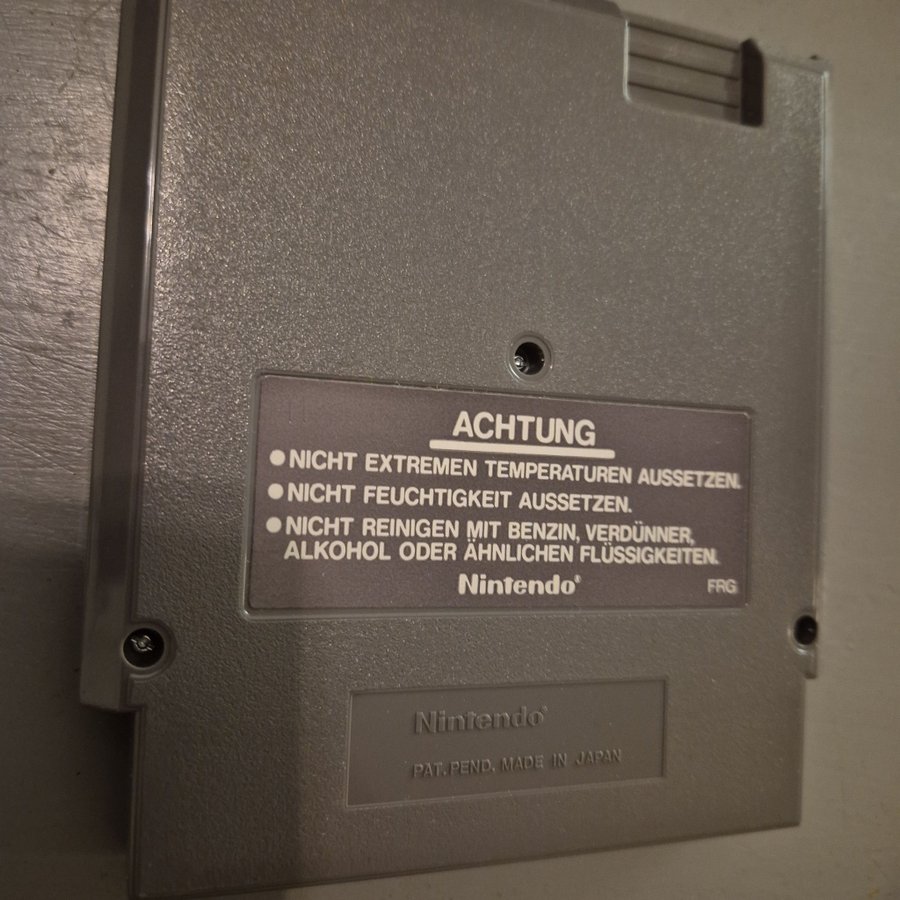 ACHTUNG
●NICHT EXTREMEN TEMPERATUREN AUSSETZEN.
●NICHT FEUCHTIGKEIT AUSSETZEN.
●NICHT REINIGEN MIT BENZIN, VERDÜNNER,
ALKOHOL ODER ÄHNLICHEN FLÜSSIGKEITEN.
Nintendo®
FRG
Nintendo®
PAT. PEND. MADE IN JAPAN